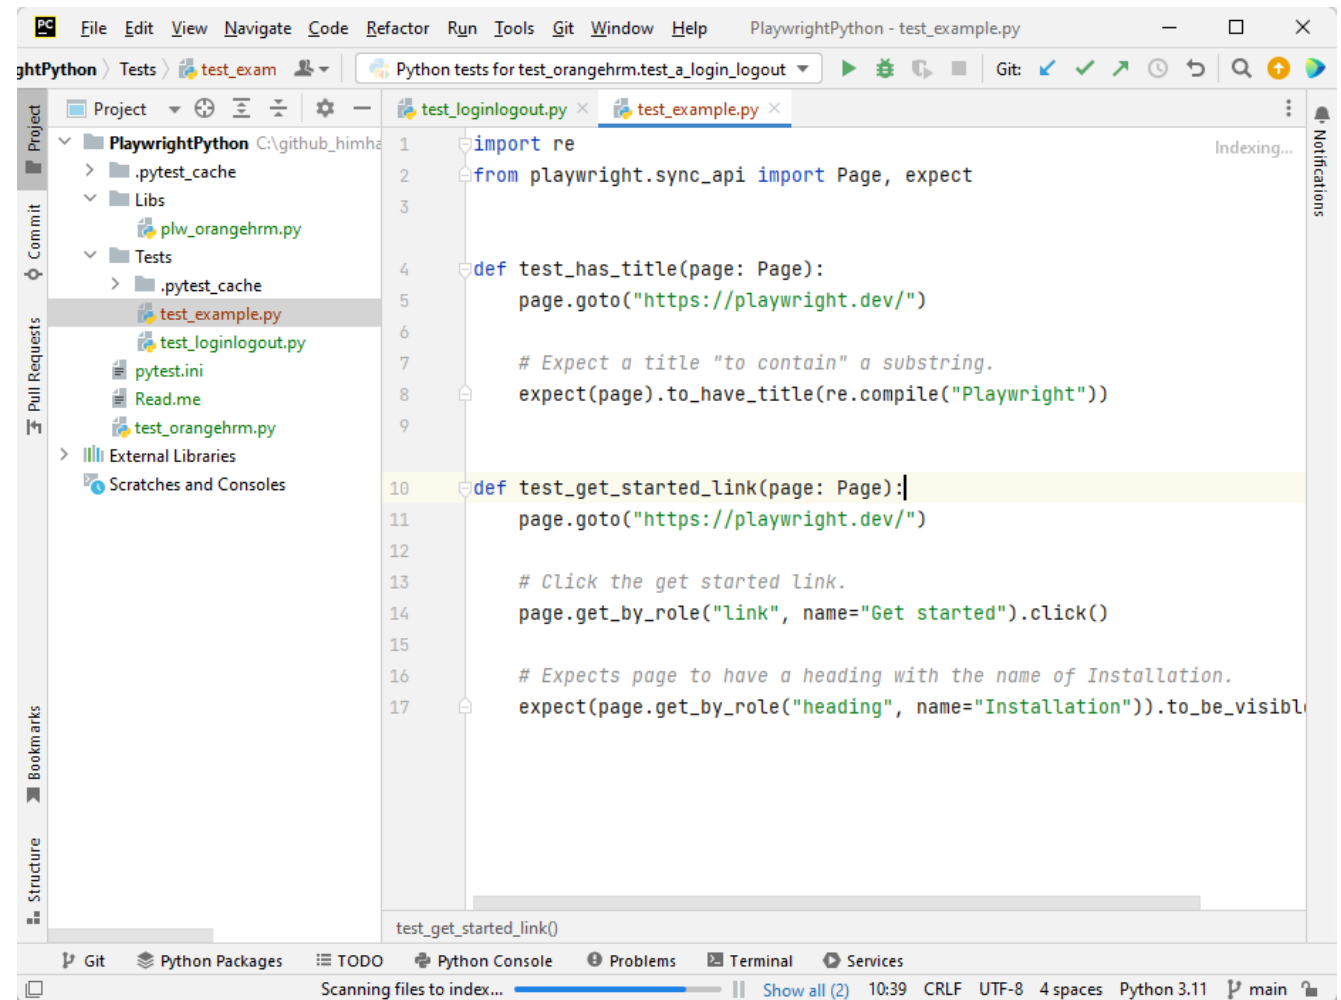 PC File Edit View Navigate Code Refactor Run Tools Git Window Help PlaywrightPython - test_example.py
ghtPython Tests test_exam Python tests for test_orangehrm.test_a_login_logout Git:
Project test_loginlogout.py test_example.py
PlaywrightPython C:\github_himha
.pytest_cache
Libs
plw_orangehrm.py
Tests
.pytest_cache
test_example.py
test_loginlogout.py
pytest.ini
Read.me
test_orangehrm.py
External Libraries
Scratches and Consoles
Project
Commit
Pull Requests
Bookmarks
Structure
1 import re
2 from playwright.sync_api import Page, expect
3
4 def test_has_title(page: Page):
5 page.goto("https://playwright.dev/")
6
7 # Expect a title "to contain" a substring.
8 expect(page).to_have_title(re.compile("Playwright"))
9
10 def test_get_started_link(page: Page):
11 page.goto("https://playwright.dev/")
12
13 # Click the get started link.
14 page.get_by_role("link", name="Get started").click()
15
16 # Expects page to have a heading with the name of Installation.
17 expect(page.get_by_role("heading", name="Installation")).to_be_visibl
Indexing...
Notifications
test_get_started_link()
Git Python Packages TODO Python Console Problems Terminal Services
Scanning files to index... Show all (2) 10:39 CRLF UTF-8 4 spaces Python 3.11 main